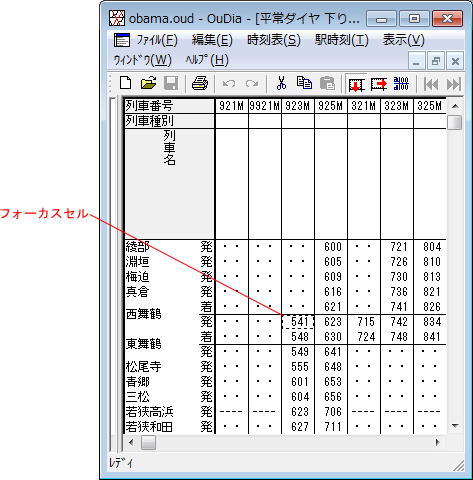 obama.oud - OuDia - [平常ダイヤ 下り...
ﾌｧｲﾙ(F) 編集(E) 時刻表(S) 駅時刻(T) 表示(V)
ｳｨﾝﾄﾞｳ(W) ﾍﾙﾌﾟ(H)
列車番号 921M 9921M 923M 925M 321M 323M 325M
列車種別
列車名
フォーカスセル
綾部 発 ･･ ･･ ･･ 600 ･･ 721 804
淵垣 発 ･･ ･･ ･･ 605 ･･ 726 810
梅迫 発 ･･ ･･ ･･ 609 ･･ 730 813
真倉 発 ･･ ･･ ･･ 616 ･･ 736 821
西舞鶴 着 ･･ ･･ ･･ 621 ･･ 741 826
発 ･･ ･･ 541 623 715 742 834
東舞鶴 着 ･･ ･･ 548 630 724 748 841
発 ･･ ･･ 549 641 ･･ ･･ ･･
松尾寺 発 ･･ ･･ 555 648 ･･ ･･ ･･
青郷 発 ･･ ･･ 601 653 ･･ ･･ ･･
三松 発 ･･ ･･ 604 656 ･･ ･･ ･･
若狭高浜 発 ---- ---- 623 706 ---- ---- ----
若狭和田 発 ･･ ･･ 627 711 ･･ ･･ ･･
ﾚﾃﾞｨ